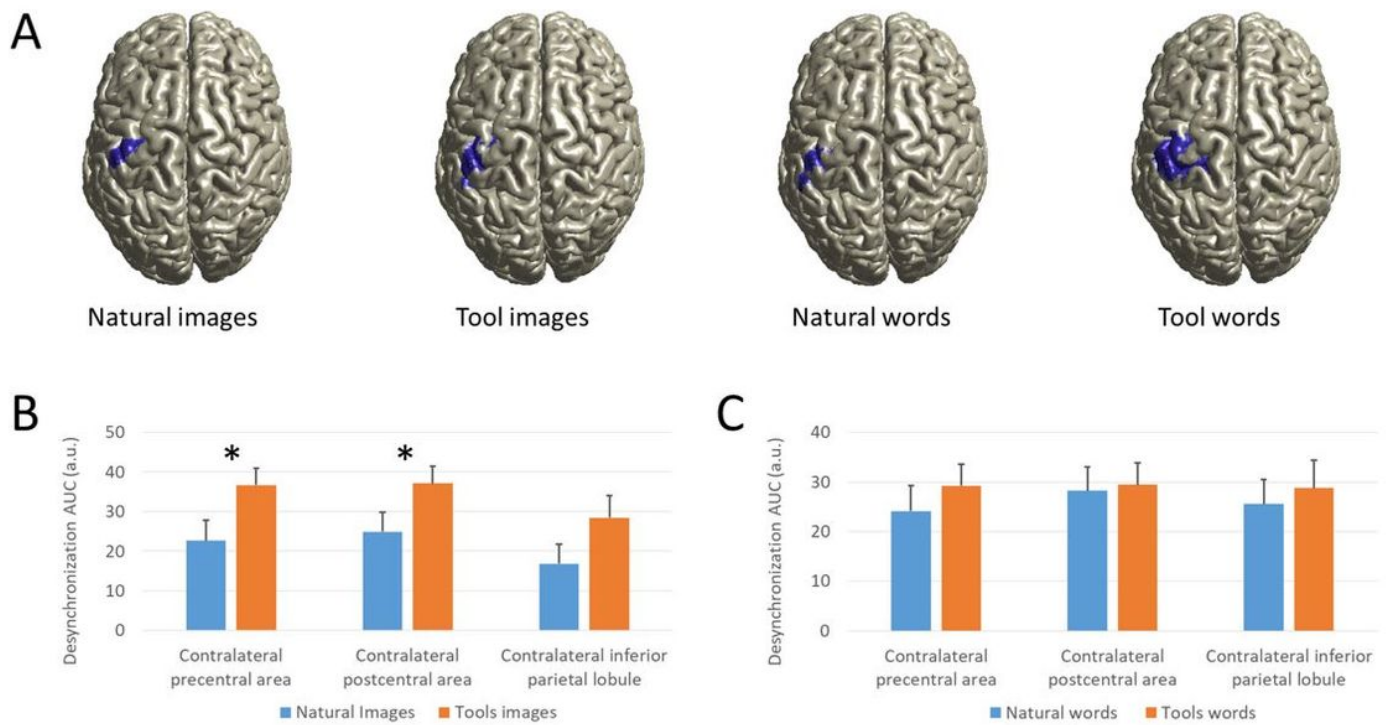 A
Natural images
Tool images
Natural words
Tool words
B
Desynchronization AUC (a.u.)
50
40
30
20
10
0
*
*
Contralateral
precentral area
Contralateral
postcentral area
Contralateral inferior
parietal lobule
Natural Images
Tools images
C
Desynchronization AUC (a.u.)
40
30
20
10
0
Contralateral
precentral area
Contralateral
postcentral area
Contralateral inferior
parietal lobule
Natural words
Tools words